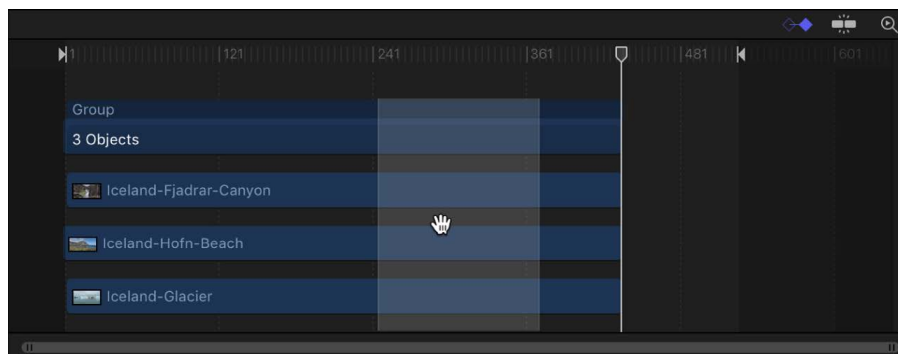 1 121 241 361 481 601
Group
3 Objects
Iceland-Fjadrar-Canyon
Iceland-Hofn-Beach
Iceland-Glacier